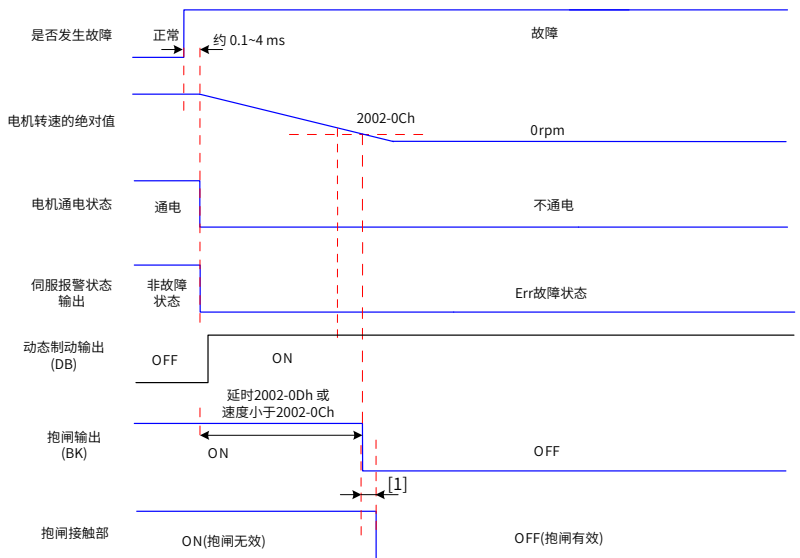 是否发生故障
正常
约 0.1~4 ms
故障
电机转速的绝对值
2002-0Ch
0rpm
电机通电状态
通电
不通电
伺服报警状态
输出
非故障
状态
Err故障状态
动态制动输出
(DB)
OFF
ON
延时2002-0Dh 或
速度小于2002-0Ch
抱闸输出
(BK)
ON
OFF
[1]
抱闸接触部
ON(抱闸无效)
OFF(抱闸有效)